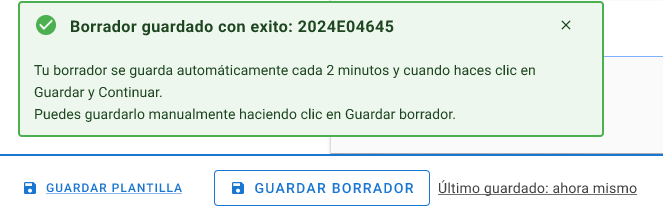 Borrador guardado con exito: 2024E04645
Tu borrador se guarda automáticamente cada 2 minutos y cuando haces clic en
Guardar y Continuar.
Puedes guardarlo manualmente haciendo clic en Guardar borrador.
GUARDAR PLANTILLA
GUARDAR BORRADOR
Último guardado: ahora mismo